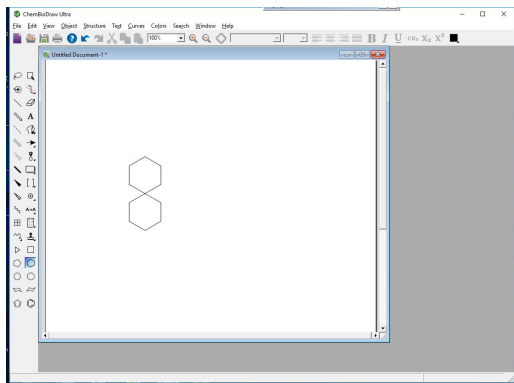 ChemBioDraw Ultra
File Edit View Object Structure Text Curves Colors Search Window Help
100%
B I U CH₂ X₂ X²
Untitled Document-1 *
A